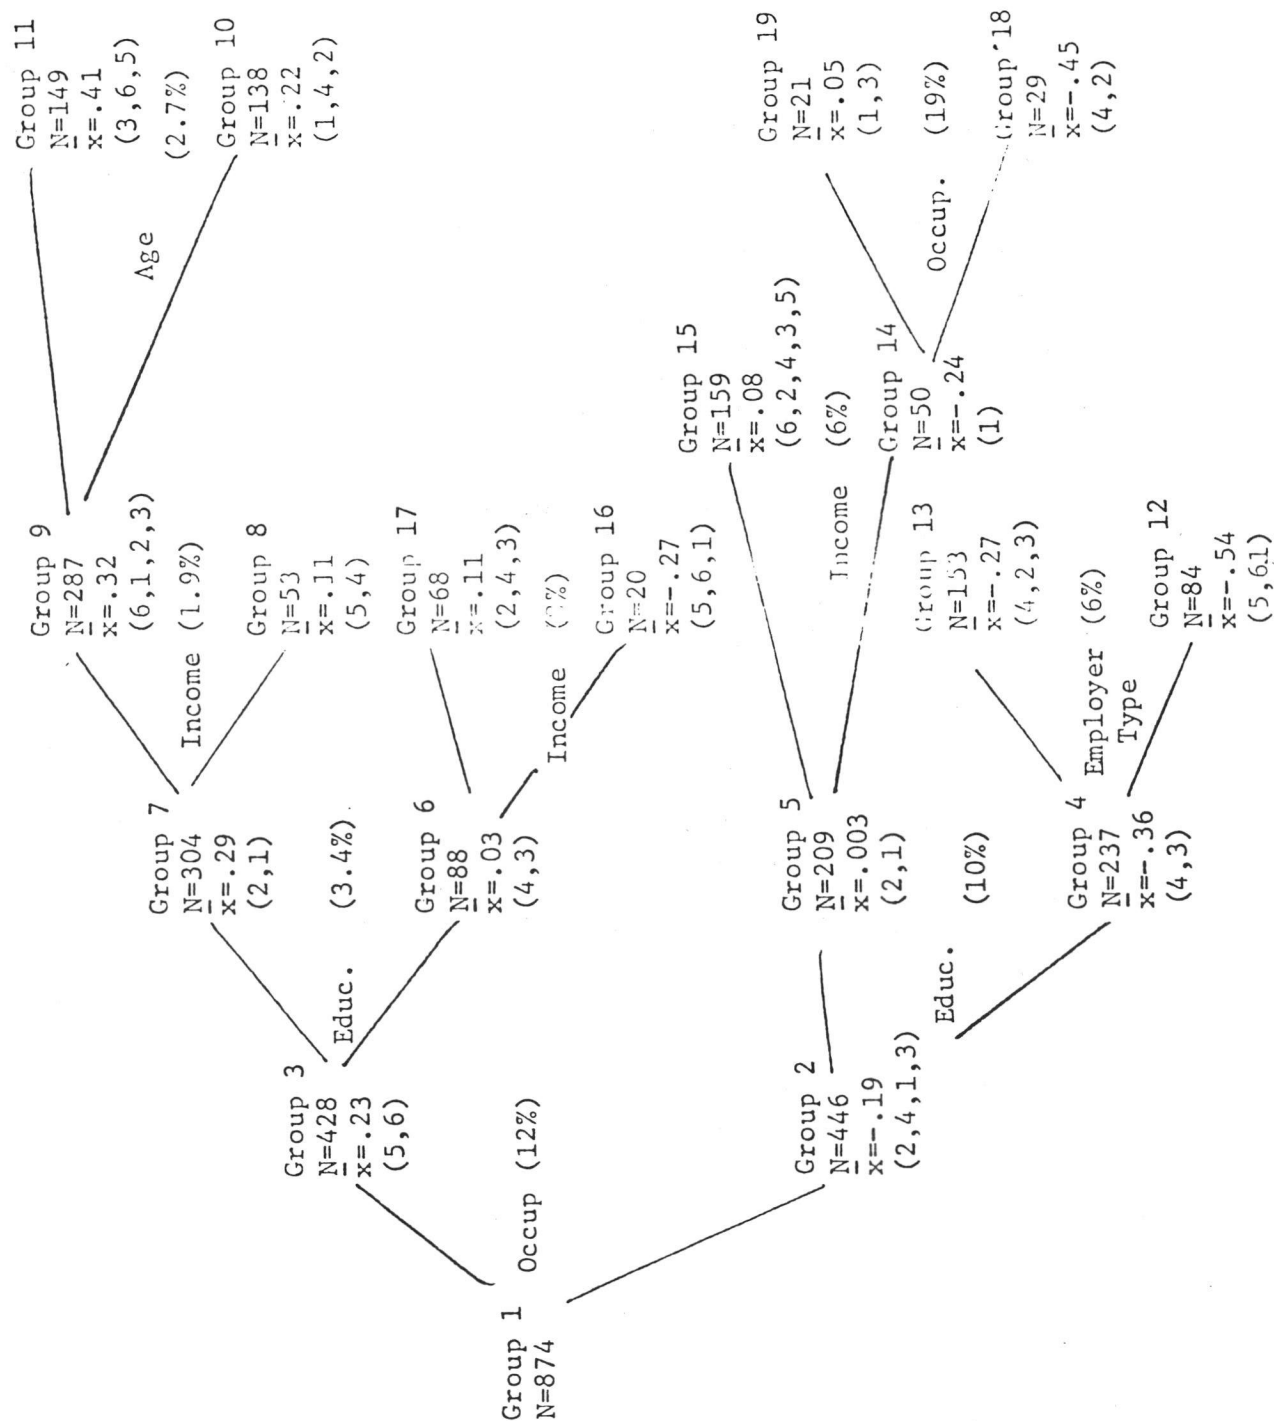 Group 1
N=874
Occup (12%)
Group 3
N=428
x=.23
(5,6)
Group 2
N=446
x=-.19
(2,4,1,3)
Educ.
(3.4%)
Educ.
(10%)
Group 7
N=304
x=.29
(2,1)
Group 6
N=88
x=.03
(4,3)
Group 5
N=209
x=.003
(2,1)
Group 4
N=237
x=-.36
(4,3)
Income
(1.9%)
Income
Income
(6%)
Employer (6%)
Type
Group 9
N=287
x=.32
(6,1,2,3)
Group 8
N=53
x=.11
(5,4)
Group 17
N=68
x=.11
(2,4,3)
Group 16
N=20
x=-.27
(5,6,1)
Group 15
N=159
x=.08
(6,2,4,3,5)
Group 14
N=50
x=-.24
(1)
Group 13
N=153
x=-.27
(4,2,3)
Group 12
N=84
x=-.54
(5,61)
Age
(2.7%)
Occup.
(19%)
Group 11
N=149
x=.41
(3,6,5)
Group 10
N=138
x=.22
(1,4,2)
Group 19
N=21
x=.05
(1,3)
Group 18
N=29
x=-.45
(4,2)